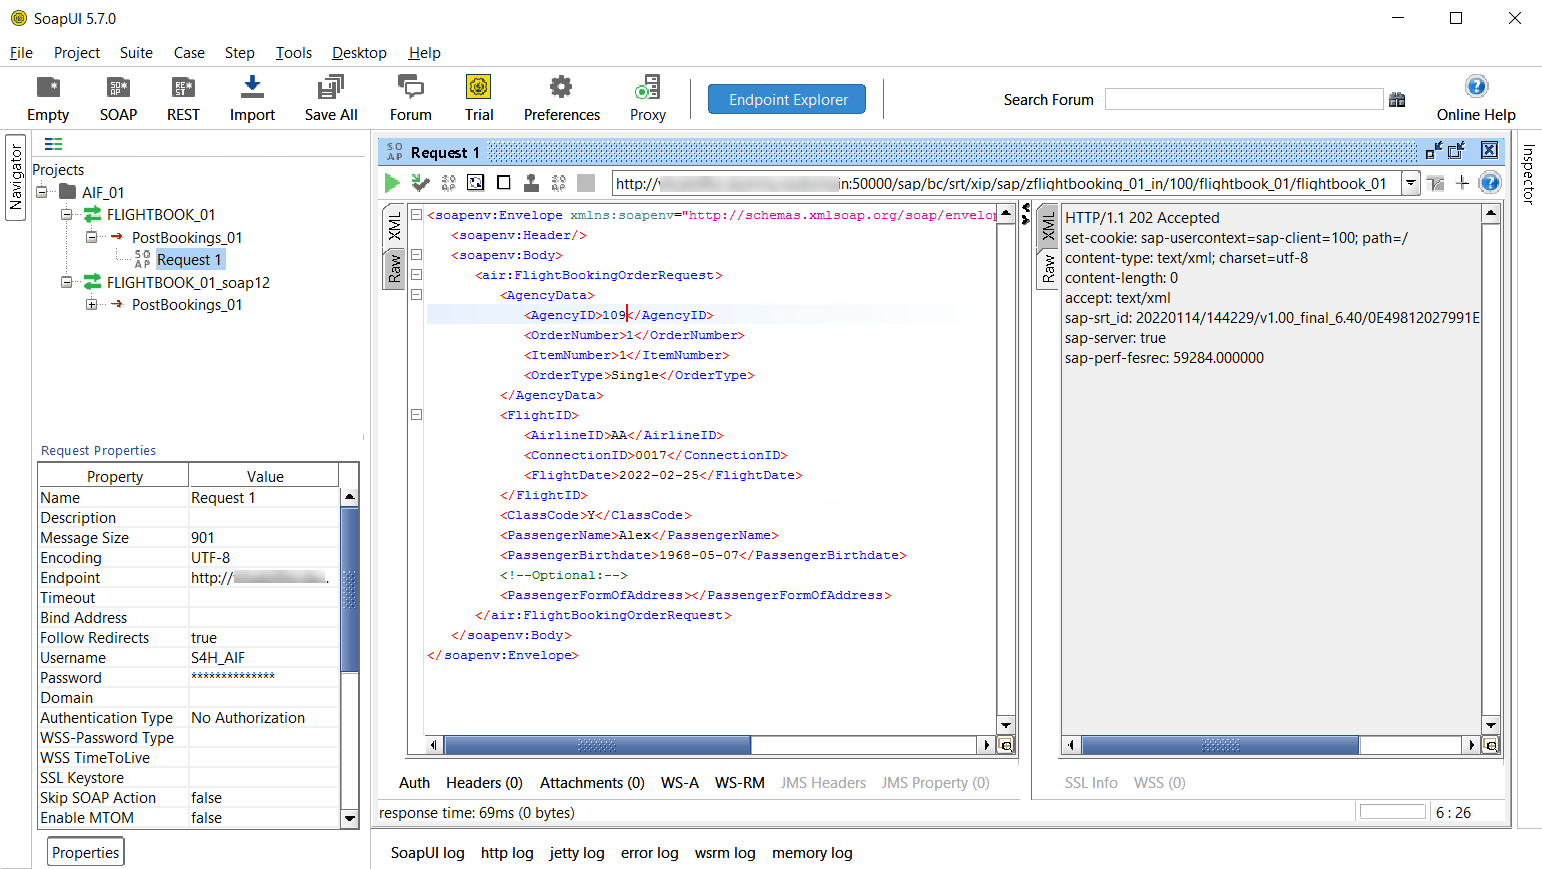 SoapUI 5.7.0
File Project Suite Case Step Tools Desktop Help
Empty SOAP REST Import Save All Forum Trial Preferences Proxy Endpoint Explorer Search Forum Online Help
Navigator
Projects
AIF_01
FLIGHTBOOK_01
PostBookings_01
Request 1
FLIGHTBOOK_01_soap12
PostBookings_01
Request Properties
Property Value
Name Request 1
Description
Message Size 901
Encoding UTF-8
Endpoint http://
Timeout
Bind Address
Follow Redirects true
Username S4H_AIF
Password **************
Domain
Authentication Type No Authorization
WSS-Password Type
WSS TimeToLive
SSL Keystore
Skip SOAP Action false
Enable MTOM false
Properties
Request 1
http:// in:50000/sap/bc/srt/xip/sap/zflightbooking_01_in/100/flightbook_01/flightbook_01
XML
Raw
<soapenv:Envelope xmlns:soapenv="http://schemas.xmlsoap.org/soap/envelop
<soapenv:Header/>
<soapenv:Body>
<air:FlightBookingOrderRequest>
<AgencyData>
<AgencyID>109</AgencyID>
<OrderNumber>1</OrderNumber>
<ItemNumber>1</ItemNumber>
<OrderType>Single</OrderType>
</AgencyData>
<FlightID>
<AirlineID>AA</AirlineID>
<ConnectionID>0017</ConnectionID>
<FlightDate>2022-02-25</FlightDate>
</FlightID>
<ClassCode>Y</ClassCode>
<PassengerName>Alex</PassengerName>
<PassengerBirthdate>1968-05-07</PassengerBirthdate>
<!--Optional:-->
<PassengerFormOfAddress></PassengerFormOfAddress>
</air:FlightBookingOrderRequest>
</soapenv:Body>
</soapenv:Envelope>
XML
Raw
HTTP/1.1 202 Accepted
set-cookie: sap-usercontext=sap-client=100; path=/
content-type: text/xml; charset=utf-8
content-length: 0
accept: text/xml
sap-srt_id: 20220114/144229/v1.00_final_6.40/0E49812027991E
sap-server: true
sap-perf-fesrec: 59284.000000
Auth Headers (0) Attachments (0) WS-A WS-RM JMS Headers JMS Property (0)
SSL Info WSS (0)
response time: 69ms (0 bytes)
6 : 26
SoapUI log http log jetty log error log wsrm log memory log
Inspector